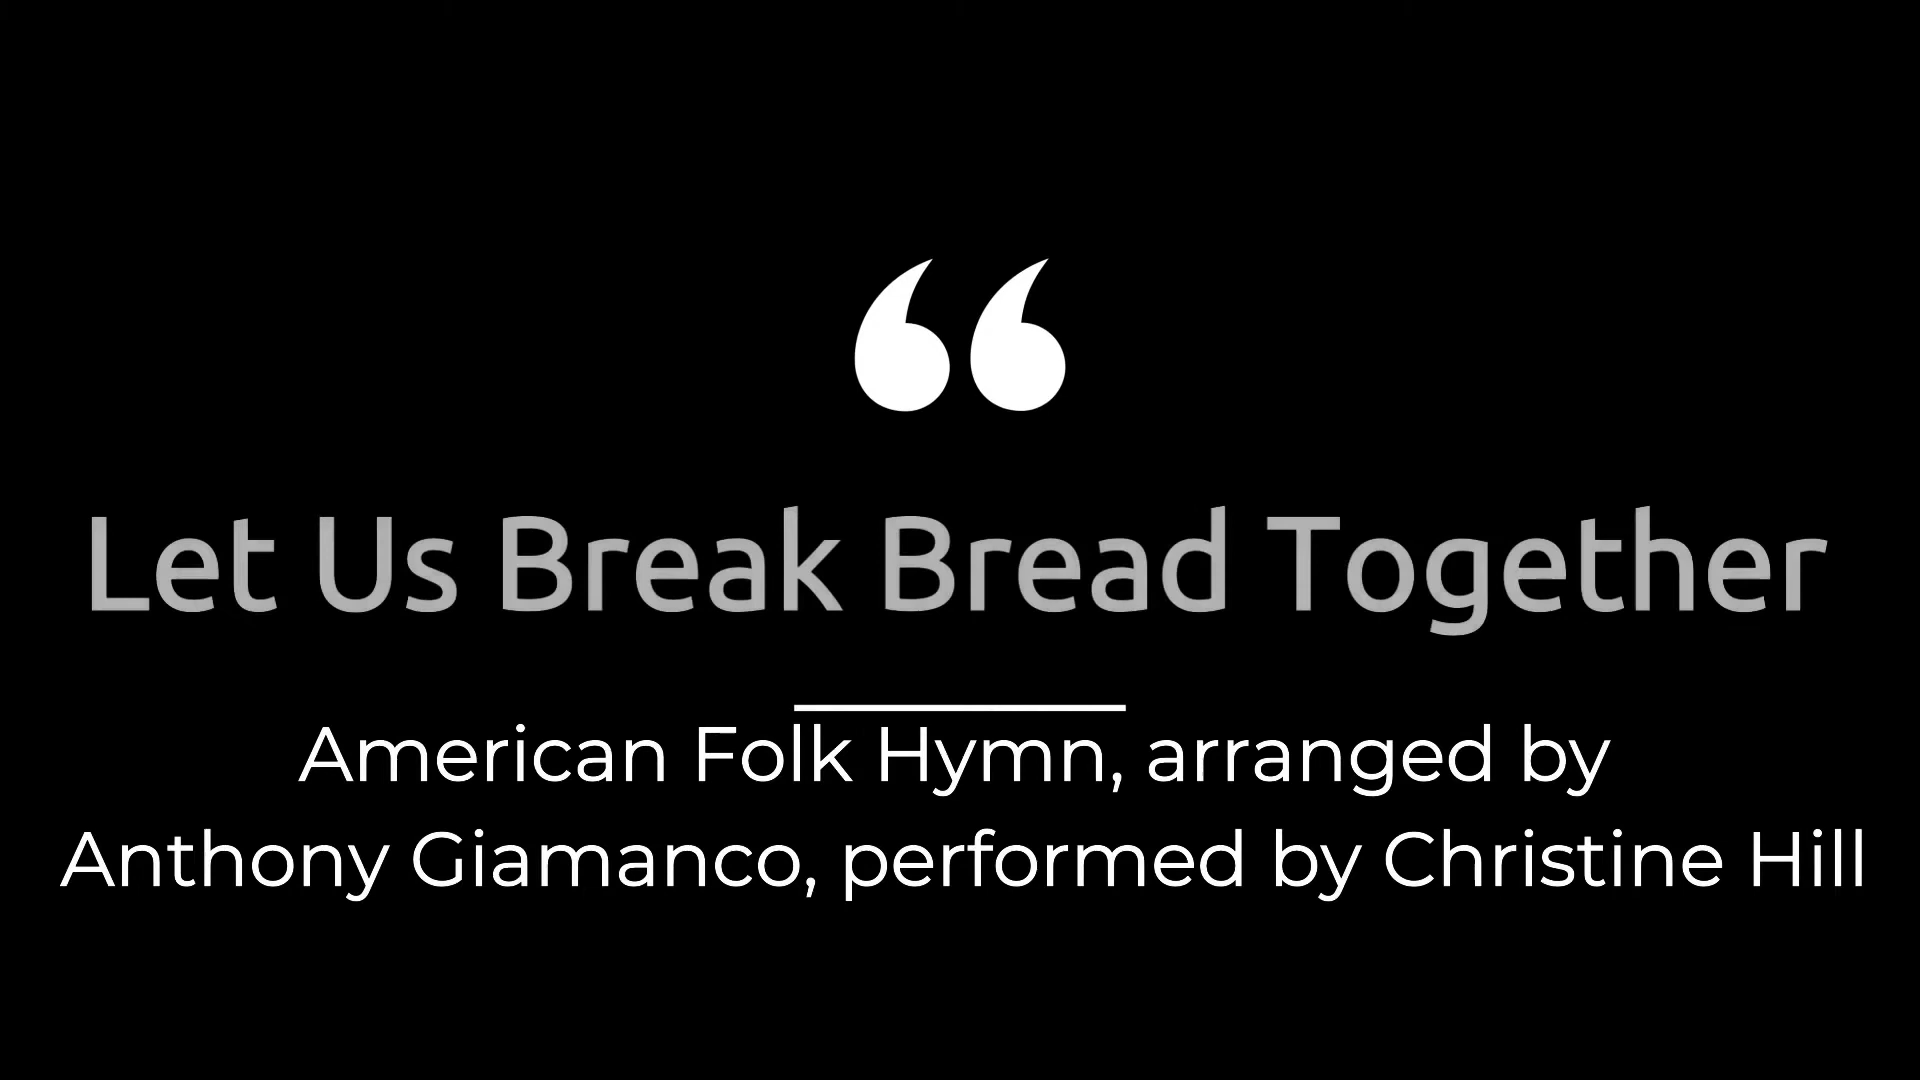 “
Let Us Break Bread Together
American Folk Hymn, arranged by
Anthony Giamanco, performed by Christine Hill